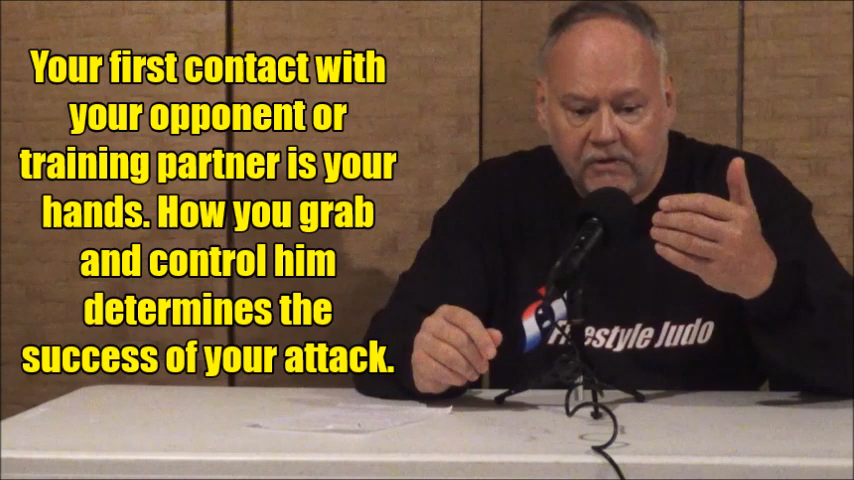 Your first contact with
your opponent or
training partner is your
hands. How you grab
and control him
determines the
success of your attack.
Freestyle Judo